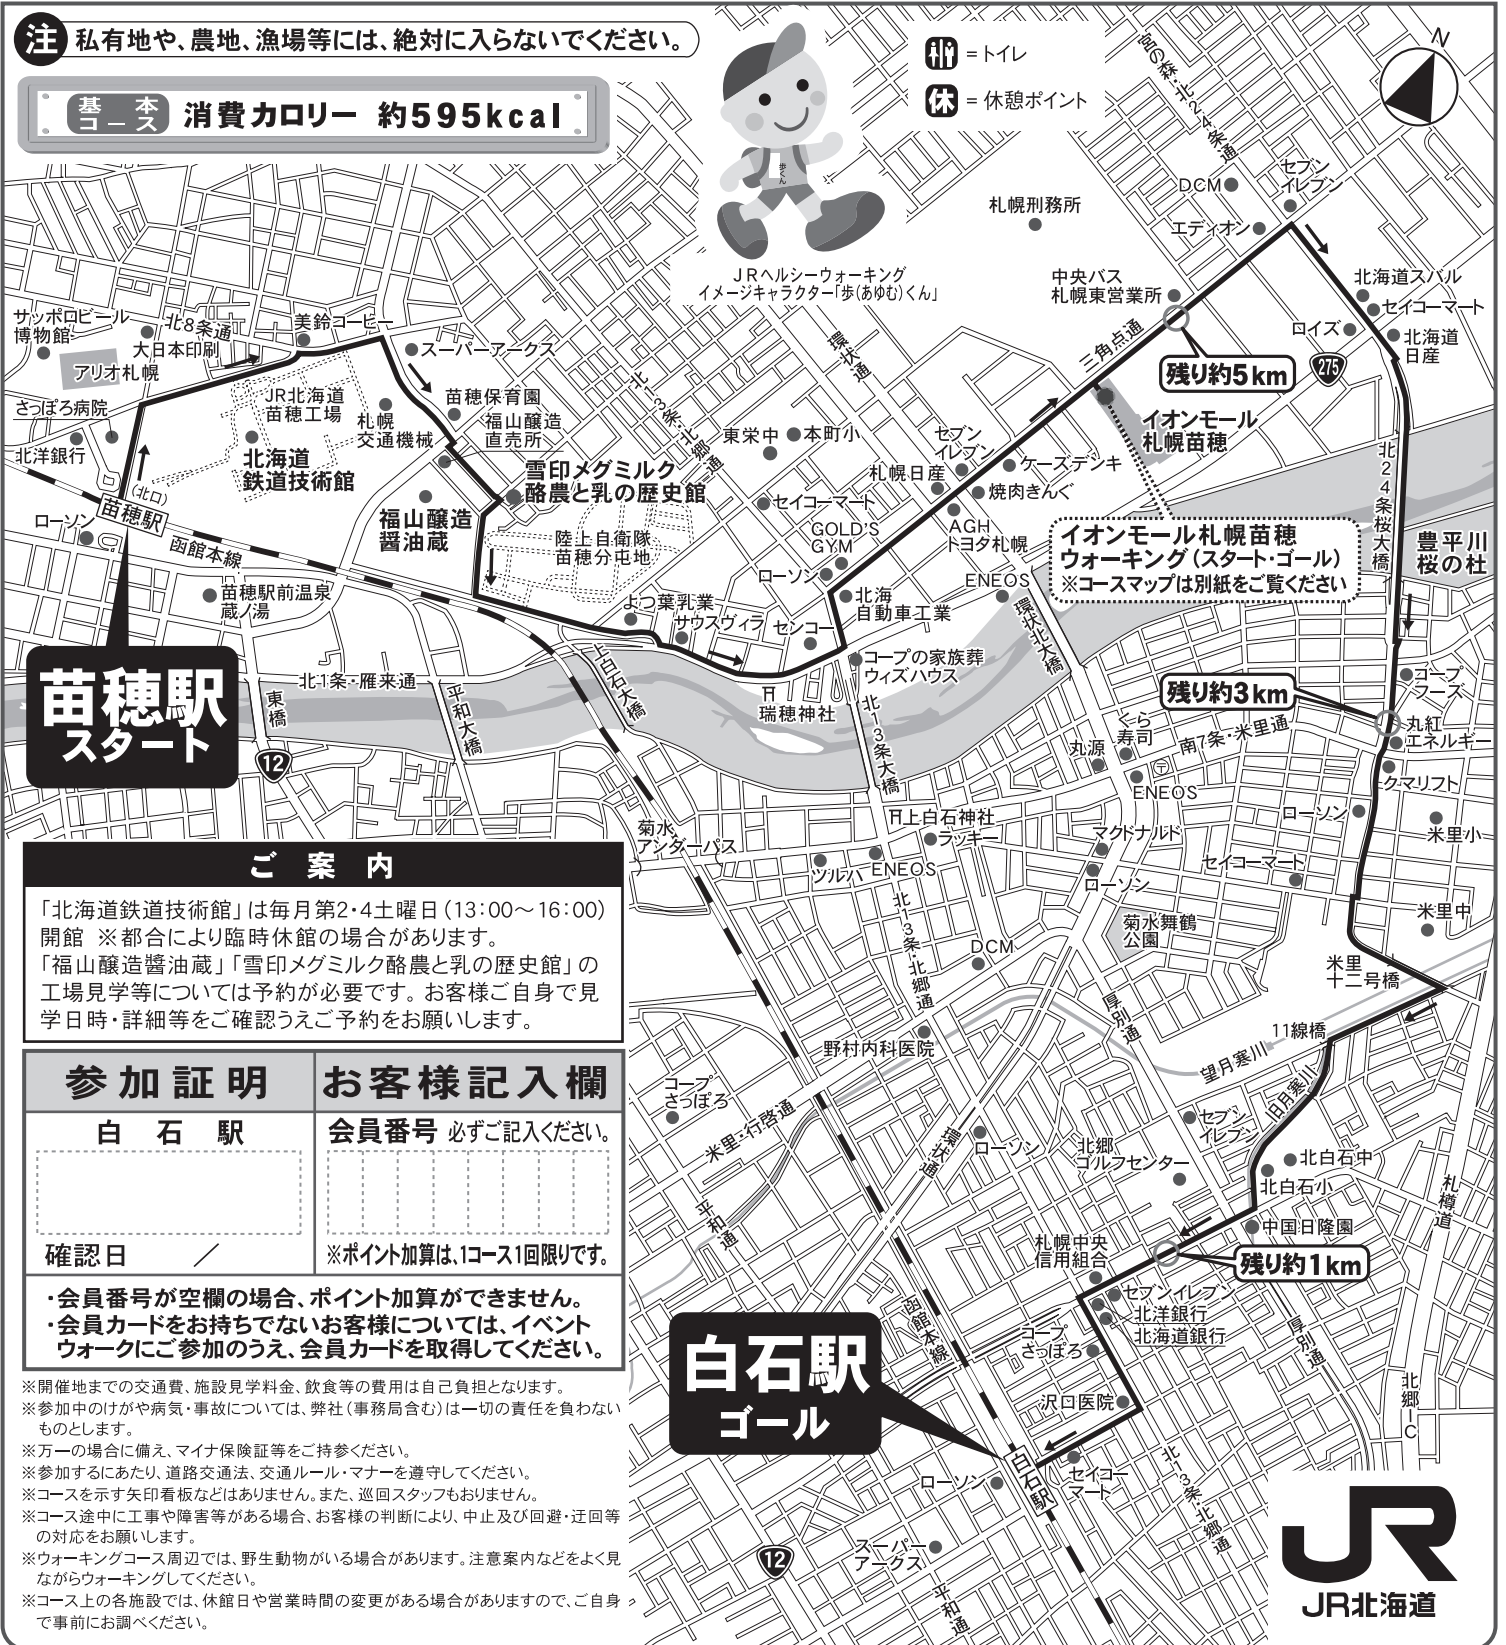 注 私有地や、農地、漁場等には、絶対に入らないでください。
基本コース 消費カロリー 約595kcal
=トイレ
休 =休憩ポイント
N
歩くん
JRヘルシーウォーキング
イメージキャラクター「歩(あゆむ)くん」
宮の森・北24条通
セブン
イレブン
DCM
エディオン
札幌刑務所
中央バス
札幌東営業所
北海道スバル
セイコーマート
ロイズ
北海道
日産
275
残り約5km
三角点通
環状通
イオンモール
札幌苗穂
サッポロビール
博物館
北8条通
大日本印刷
美鈴コーヒー
スーパーアークス
アリオ札幌
さっぽろ病院
北洋銀行
JR北海道
苗穂工場
札幌
交通機械
苗穂保育園
福山醸造
直売所
北海道
鉄道技術館
北13条・北郷通
東栄中
本町小
セブン
イレブン
札幌日産
ケーズデンキ
焼肉きんぐ
雪印メグミルク
酪農と乳の歴史館
セイコーマート
AGH
トヨタ札幌
GOLD'S
GYM
(北口)
苗穂駅
ローソン
函館本線
福山醸造
醤油蔵
陸上自衛隊
苗穂分屯地
ローソン
ENEOS
北24条桜大橋
イオンモール札幌苗穂
ウォーキング(スタート・ゴール)
※コースマップは別紙をご覧ください
豊平川
桜の杜
苗穂駅前温泉
蔵ノ湯
よつ葉乳業
サウスヴィラ
センコー
北海
自動車工業
環状北大橋
コープの家族葬
ウィズハウス
苗穂駅
スタート
北1条・雁来通
東橋
平和大橋
上白石大橋
瑞穂神社
北13条大橋
12
残り約3km
コープ
フーズ
丸紅
エネルギー
くら
寿司
丸源
南7条・米里通
ENEOS
クマリフト
ローソン
米里小
菊水
アンダーパス
上白石神社
ラッキー
マクドナルド
セイコーマート
ツルハ
ENEOS
ローソン
米里中
ご案内
「北海道鉄道技術館」は毎月第2・4土曜日(13:00〜16:00)
開館 ※都合により臨時休館の場合があります。
「福山醸造醤油蔵」「雪印メグミルク酪農と乳の歴史館」の
工場見学等については予約が必要です。お客様ご自身で見
学日時・詳細等をご確認うえご予約をお願いします。
北13条・北郷通
DCM
菊水舞鶴
公園
米里
十二号橋
厚別通
11線橋
野村内科医院
望月寒川
月寒川
参加証明
お客様記入欄
白石駅
会員番号 必ずご記入ください。
確認日 /
※ポイント加算は、1コース1回限りです。
・会員番号が空欄の場合、ポイント加算ができません。
・会員カードをお持ちでないお客様については、イベント
ウォークにご参加のうえ、会員カードを取得してください。
コープ
さっぽろ
米里・行啓通
環状通
ローソン
セブン
イレブン
北郷
ゴルフセンター
北白石中
北白石小
札樽道
平和通
中国日隆園
札幌中央
信用組合
残り約1km
セブンイレブン
北洋銀行
北海道銀行
コープ
さっぽろ
函館本線
厚別通
白石駅
ゴール
沢口医院
北郷IC
白石駅
セイコー
マート
ローソン
北13条・北郷通
スーパー
アークス
12
平和通
※開催地までの交通費、施設見学料金、飲食等の費用は自己負担となります。
※参加中のけがや病気・事故については、弊社(事務局含む)は一切の責任を負わない
ものとします。
※万一の場合に備え、マイナ保険証等をご持参ください。
※参加するにあたり、道路交通法、交通ルール・マナーを遵守してください。
※コースを示す矢印看板などはありません。また、巡回スタッフもおりません。
※コース途中に工事や障害等がある場合、お客様の判断により、中止及び回避・迂回等
の対応をお願いします。
※ウォーキングコース周辺では、野生動物がいる場合があります。注意案内などをよく見
ながらウォーキングしてください。
※コース上の各施設では、休館日や営業時間の変更がある場合がありますので、ご自身
で事前にお調べください。
JR
JR北海道